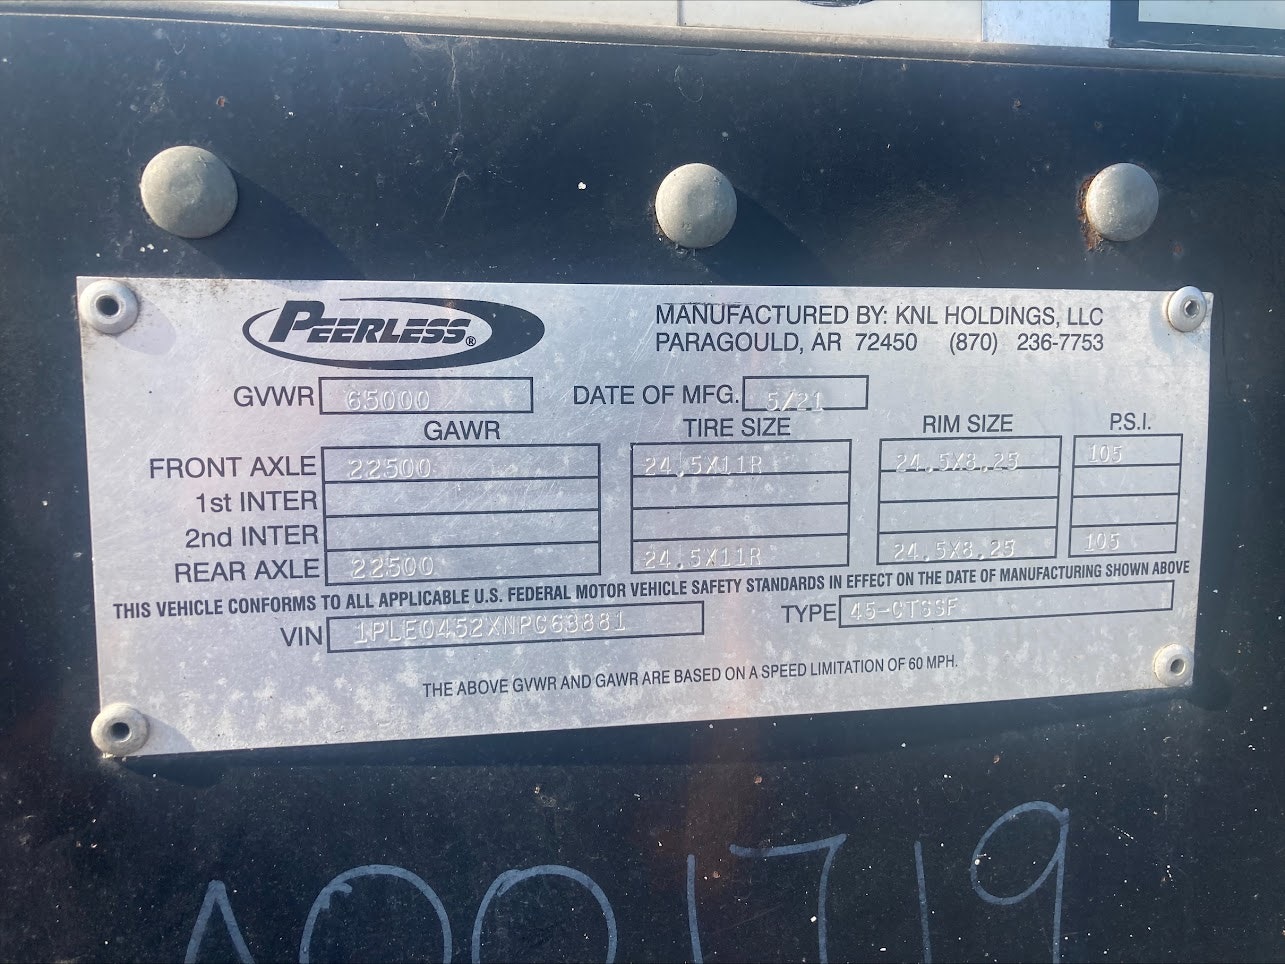 PEERLESS®
MANUFACTURED BY: KNL HOLDINGS, LLC
PARAGOULD, AR 72450 (870) 236-7753
GVWR 65000 DATE OF MFG. 5/21
GAWR TIRE SIZE RIM SIZE P.S.I.
FRONT AXLE 22500 24.5X11R 24.5X8.25 105
1st INTER
2nd INTER
REAR AXLE 22500 24.5X11R 24.5X8.25 105
THIS VEHICLE CONFORMS TO ALL APPLICABLE U.S. FEDERAL MOTOR VEHICLE SAFETY STANDARDS IN EFFECT ON THE DATE OF MANUFACTURING SHOWN ABOVE
VIN 1PLE0452XNPC68881 TYPE 45-CTSSF
THE ABOVE GVWR AND GAWR ARE BASED ON A SPEED LIMITATION OF 60 MPH.
A001719